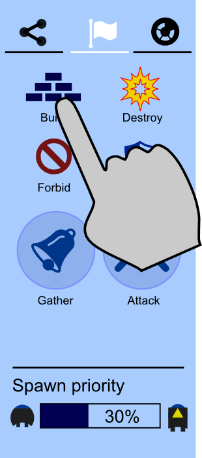 Destroy
Forbid
Gather
Attack
Spawn priority
30%